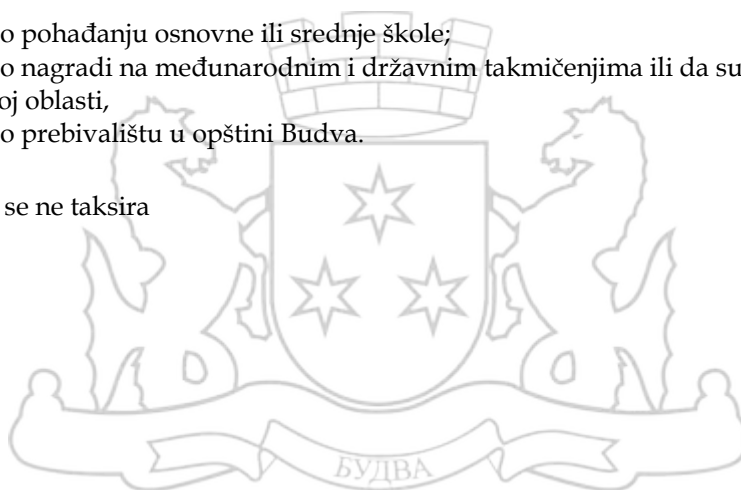 o pohađanju osnovne ili srednje škole;
o nagradi na međunarodnim i državnim takmičenjima ili da su
oj oblasti,
o prebivalištu u opštini Budva.
se ne taksira
БУДВА